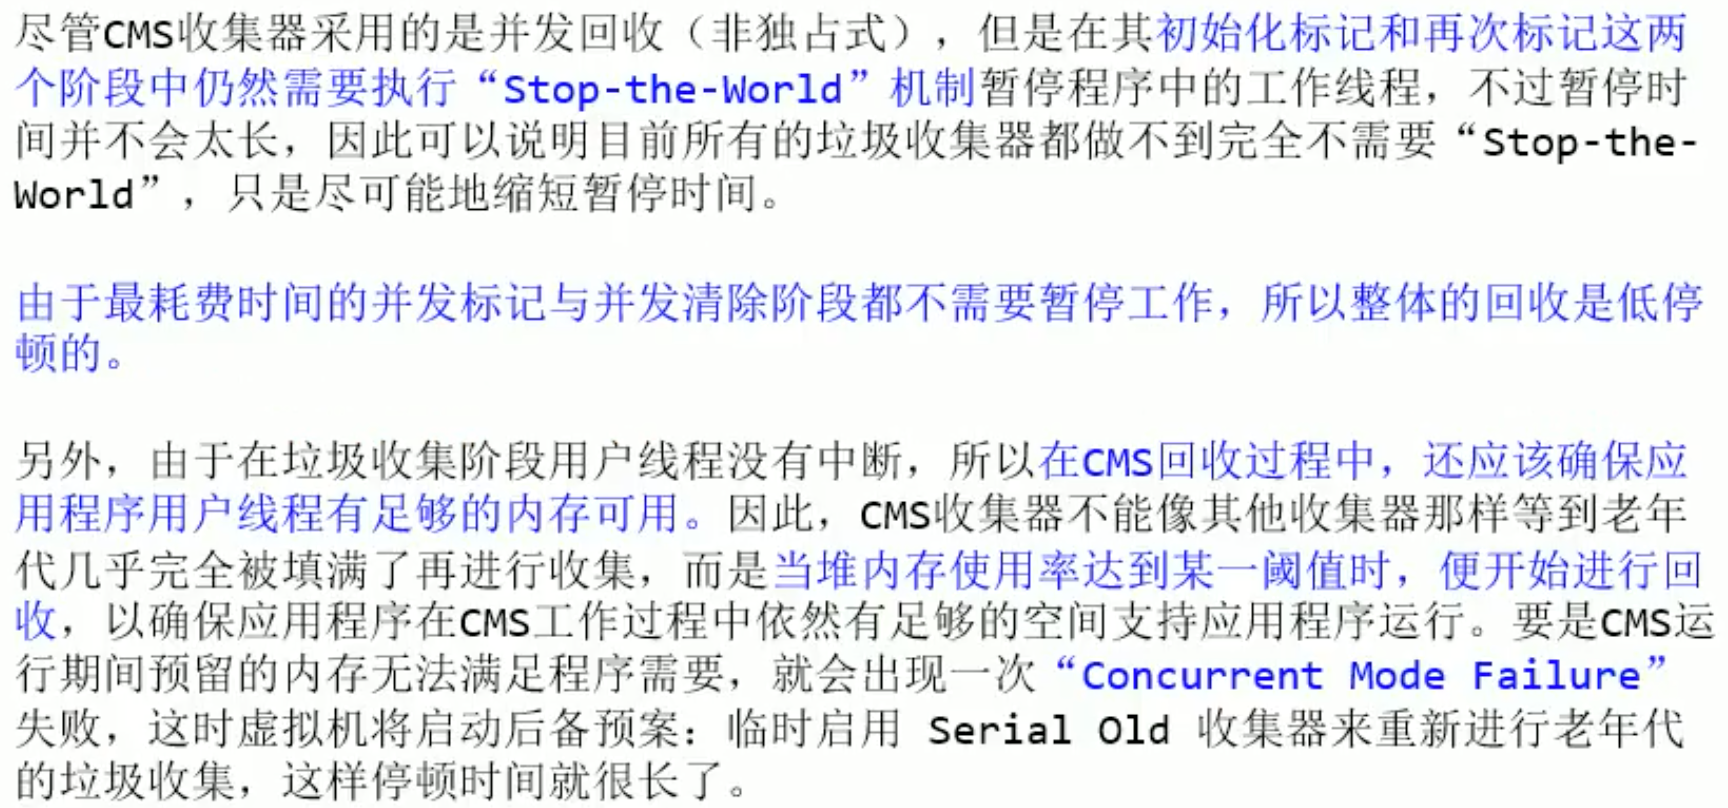 尽管CMS收集器采用的是并发回收（非独占式），但是在其初始化标记和再次标记这两
个阶段中仍然需要执行“Stop-the-World”机制暂停程序中的工作线程，不过暂停时
间并不会太长，因此可以说明目前所有的垃圾收集器都做不到完全不需要“Stop-the-
World”，只是尽可能地缩短暂停时间。
由于最耗费时间的并发标记与并发清除阶段都不需要暂停工作，所以整体的回收是低停
顿的。
另外，由于在垃圾收集阶段用户线程没有中断，所以在CMS回收过程中，还应该确保应
用程序用户线程有足够的内存可用。因此，CMS收集器不能像其他收集器那样等到老年
代几乎完全被填满了再进行收集，而是当堆内存使用率达到某一阈值时，便开始进行回
收，以确保应用程序在CMS工作过程中依然有足够的空间支持应用程序运行。要是CMS运
行期间预留的内存无法满足程序需要，就会出现一次“Concurrent Mode Failure”
失败，这时虚拟机将启动后备预案：临时启用 Serial Old 收集器来重新进行老年代
的垃圾收集，这样停顿时间就很长了。